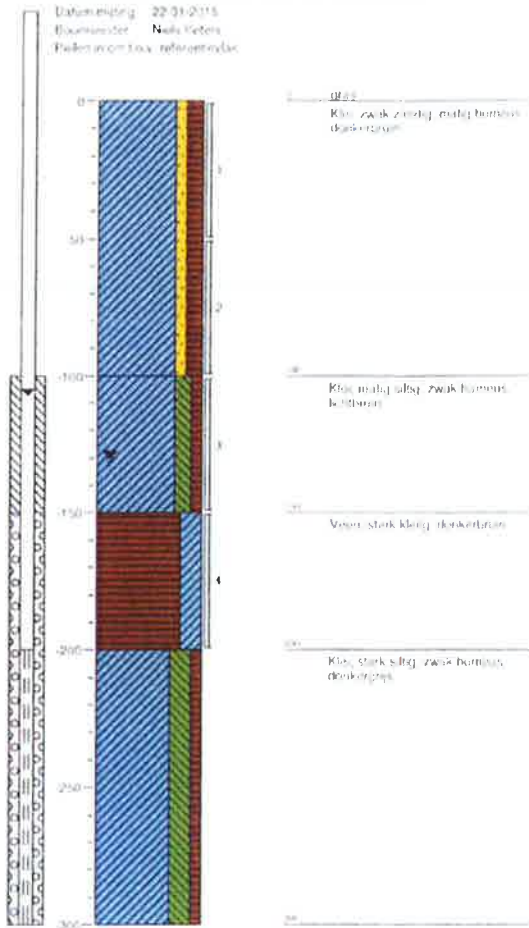 Datum meting 22-01-2015
Boormeester Niels Peters
Peilen in cm t.o.v. referentievlak
0
gras
Klei, zwak zandig, matig humeus,
donkerbruin
1
-50
2
-100
Klei, matig siltig, zwak humeus,
lichtbruin
3
-150
Veen, sterk kleiig, donkerbruin
4
-200
Klei, sterk siltig, zwak humeus,
donkergrijs
-250
-300